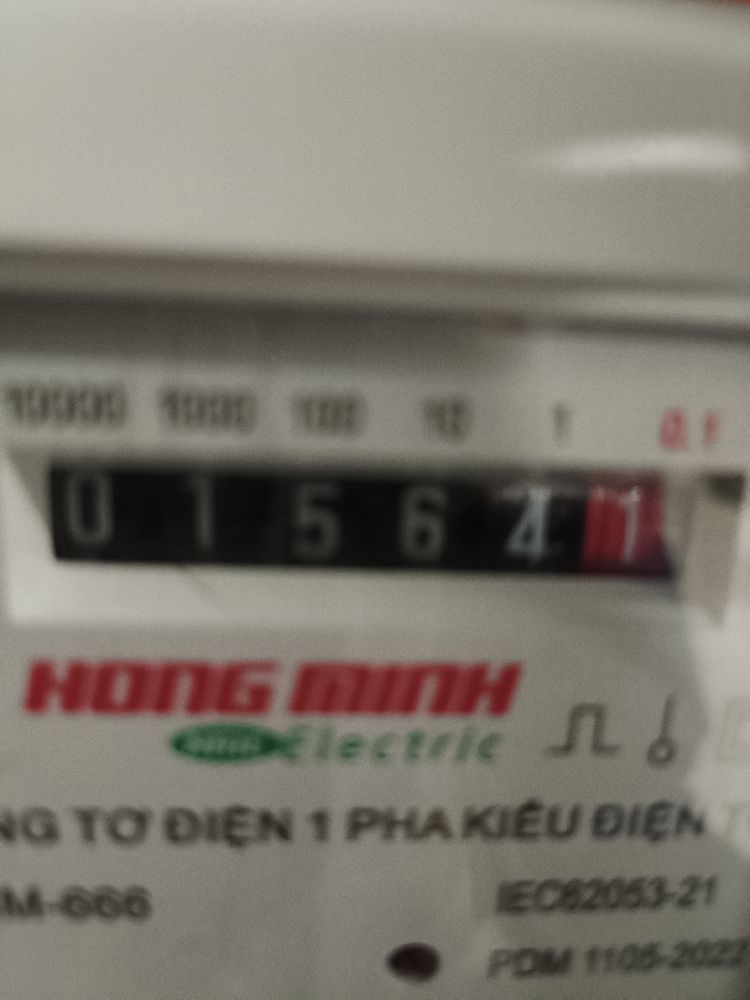 10000 1000 100 10 1 0.1
0 1 5 6 4 1
HONG MINH
Electric
NG TƠ ĐIỆN 1 PHA KIỂU ĐIỆN T
M-666 IEC62053-21
PDM 1105-2022